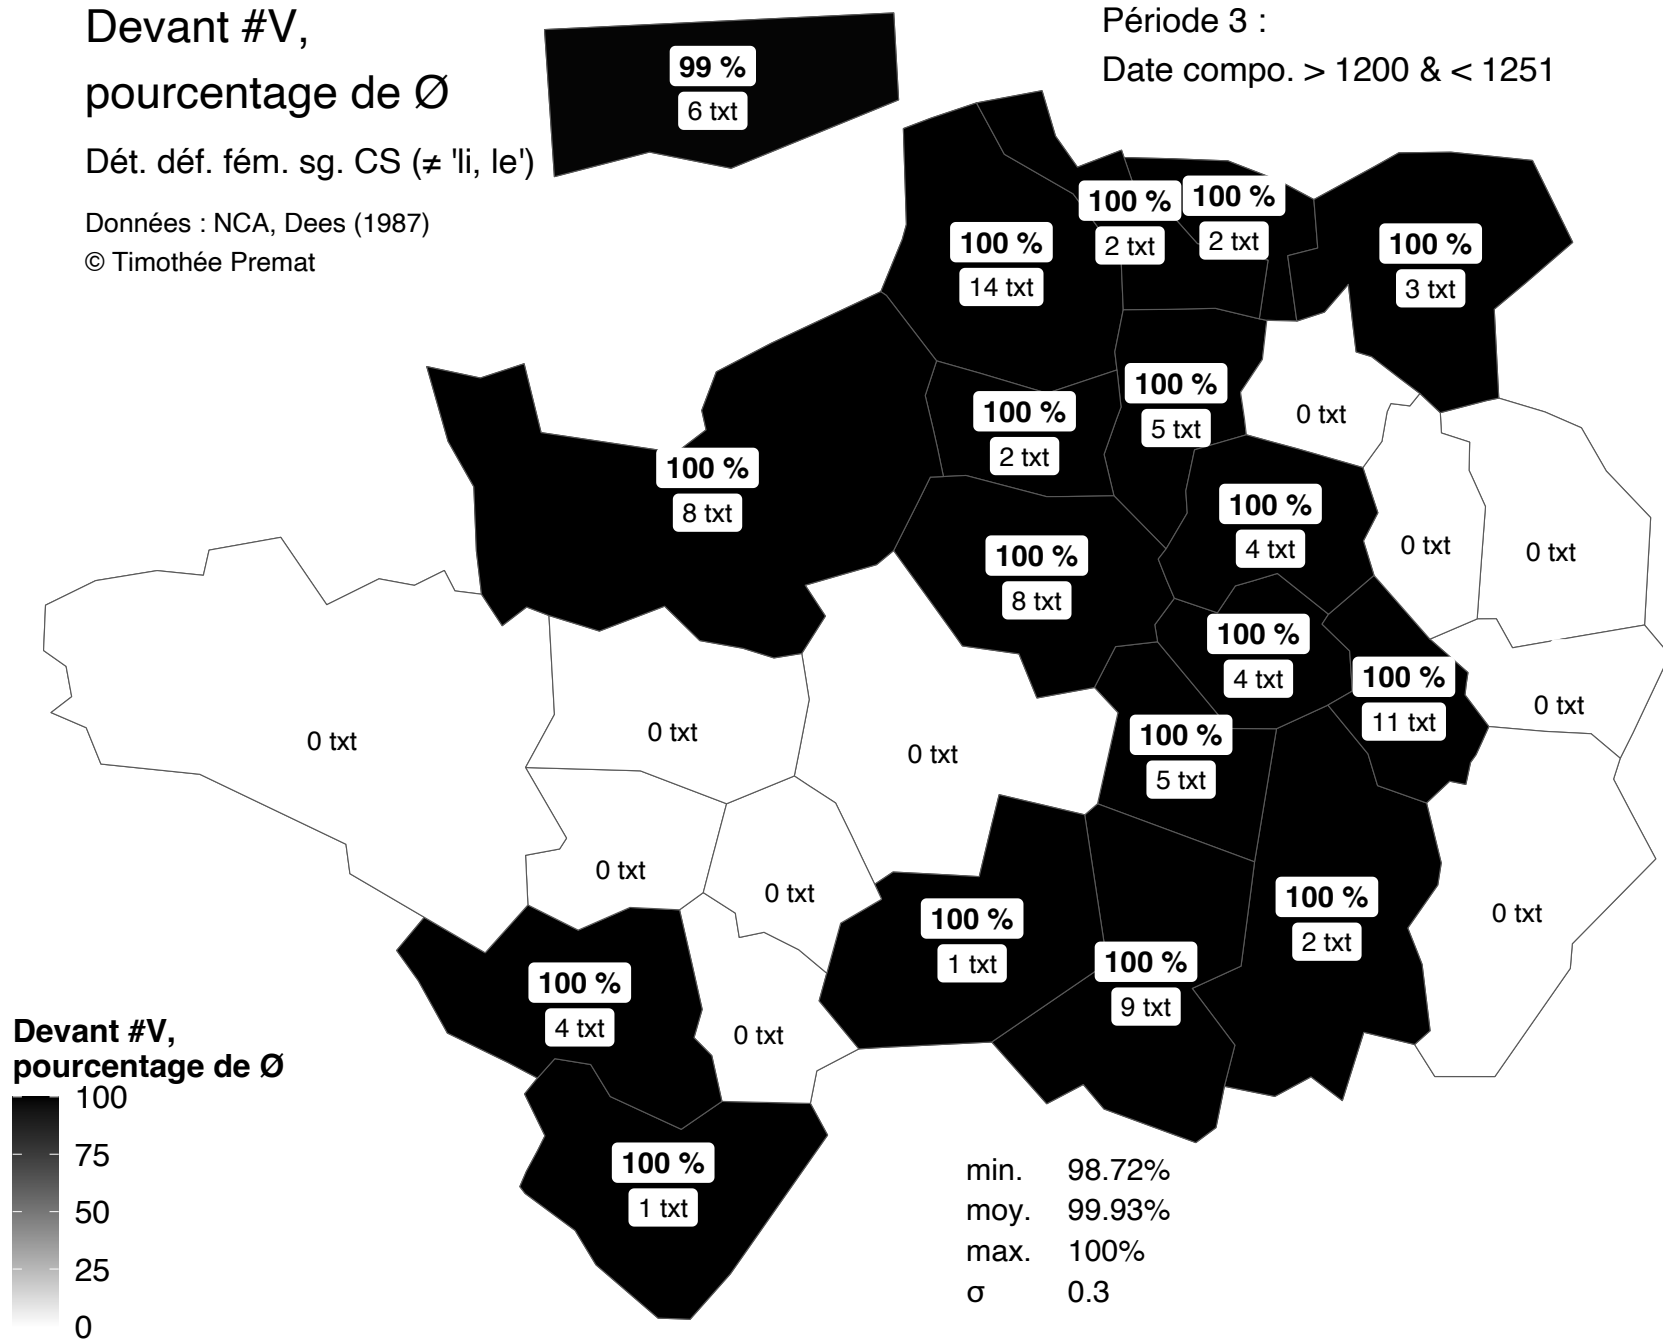 Devant #V,
pourcentage de Ø
Dét. déf. fém. sg. CS (≠ 'li, le')
Données : NCA, Dees (1987)
© Timothée Premat
Période 3 :
Date compo. > 1200 & < 1251
99 %
6 txt
100 %
2 txt
100 %
2 txt
100 %
14 txt
100 %
3 txt
100 %
5 txt
100 %
2 txt
0 txt
100 %
8 txt
100 %
4 txt
0 txt
0 txt
100 %
8 txt
100 %
4 txt
100 %
11 txt
0 txt
0 txt
0 txt
0 txt
100 %
5 txt
0 txt
0 txt
100 %
1 txt
100 %
2 txt
0 txt
100 %
9 txt
100 %
4 txt
0 txt
100 %
1 txt
Devant #V,
pourcentage de Ø
100
75
50
25
0
min. 98.72%
moy. 99.93%
max. 100%
σ 0.3